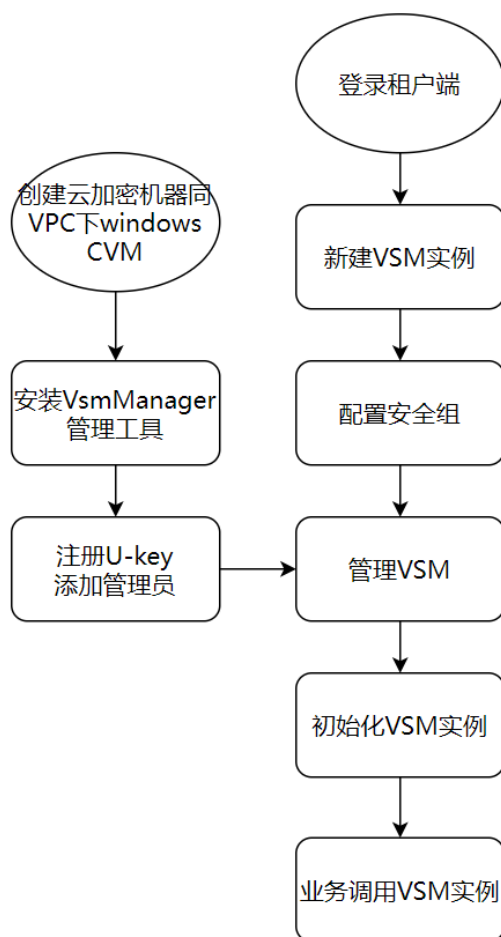 登录租户端
创建云加密机器同
VPC下windows
CVM
新建VSM实例
安装VsmManager
管理工具
配置安全组
注册U-key
添加管理员
管理VSM
初始化VSM实例
业务调用VSM实例